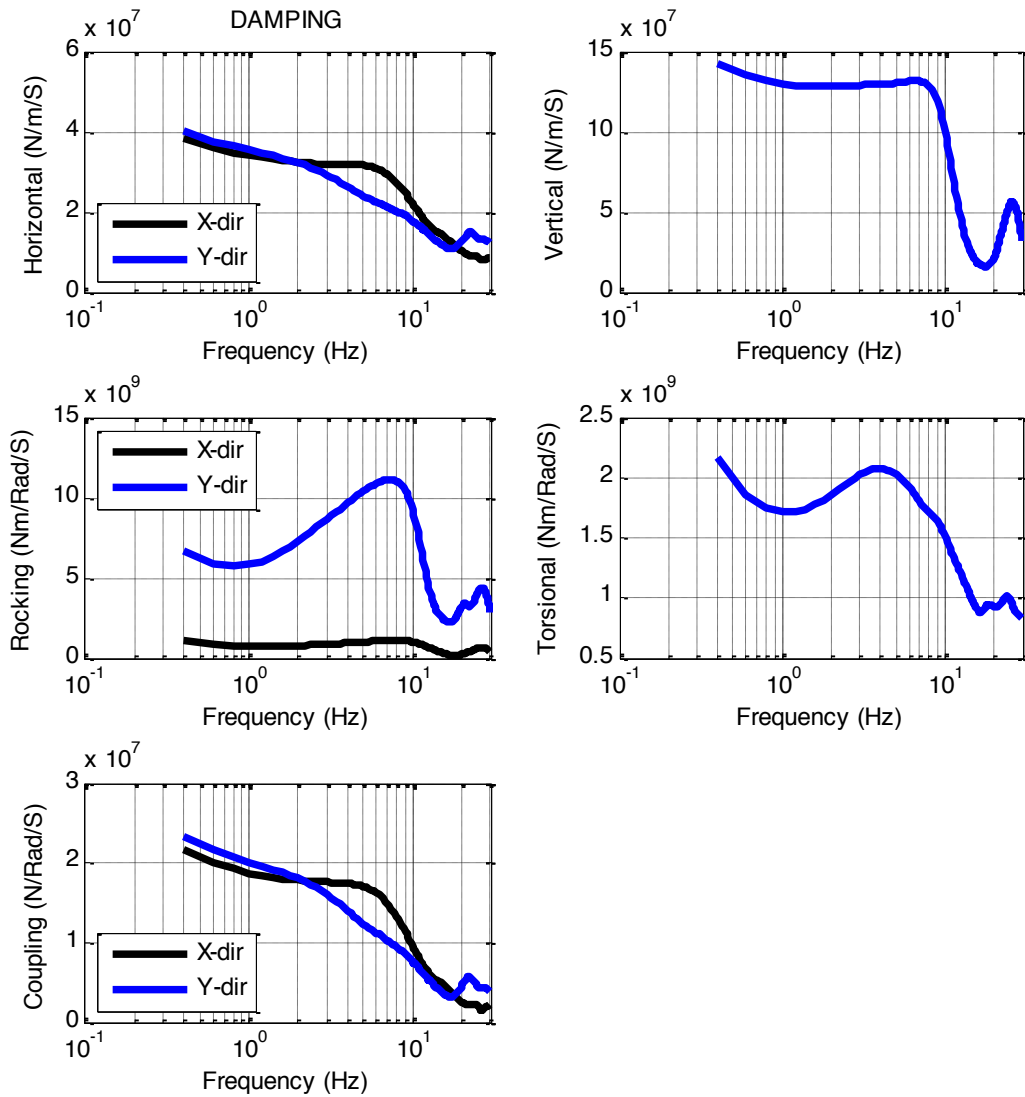 DAMPING
x 10^7
Horizontal (N/m/S)
6
4
2
0
X-dir
Y-dir
10^-1 10^0 10^1
Frequency (Hz)
x 10^7
Vertical (N/m/S)
15
10
5
0
10^-1 10^0 10^1
Frequency (Hz)
x 10^9
Rocking (Nm/Rad/S)
15
10
5
0
X-dir
Y-dir
10^-1 10^0 10^1
Frequency (Hz)
x 10^9
Torsional (Nm/Rad/S)
2.5
2
1.5
1
0.5
10^-1 10^0 10^1
Frequency (Hz)
x 10^7
Coupling (N/Rad/S)
3
2
1
0
X-dir
Y-dir
10^-1 10^0 10^1
Frequency (Hz)